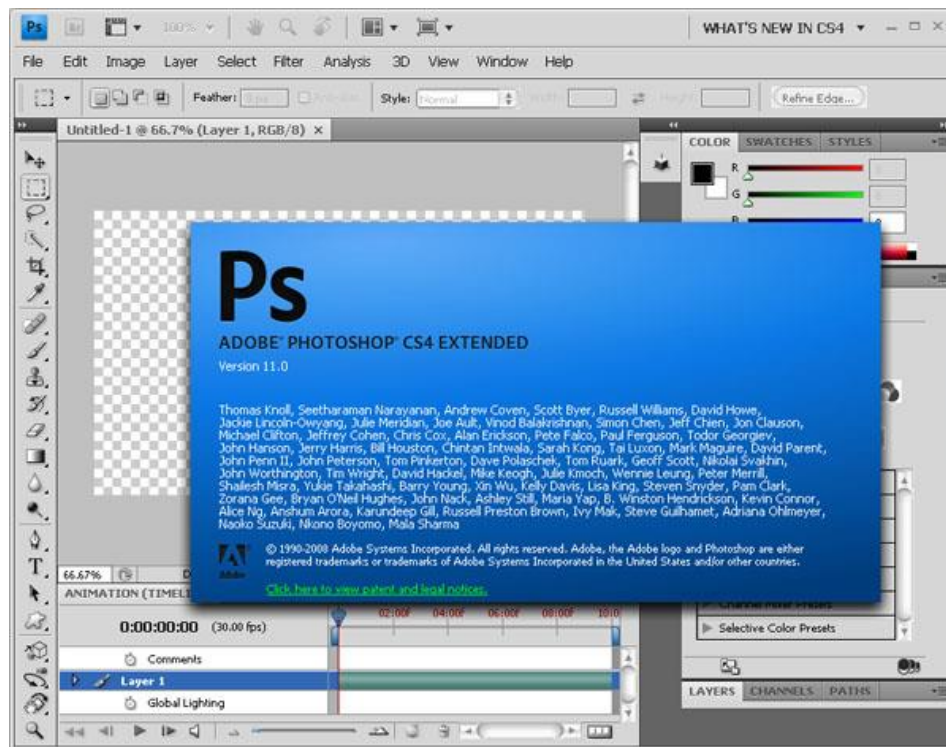 Ps
Br
100%
WHAT'S NEW IN CS4
File Edit Image Layer Select Filter Analysis 3D View Window Help
Feather: Style: Normal Refine Edge...
Untitled-1 @ 66.7% (Layer 1, RGB/8) ×
COLOR SWATCHES STYLES
R
G
B
Ps
ADOBE® PHOTOSHOP® CS4 EXTENDED
Version 11.0
Thomas Knoll, Seetharaman Narayanan, Andrew Coven, Scott Byer, Russell Williams, David Howe,
Jackie Lincoln-Owyang, Julie Meridian, Joe Ault, Vinod Balakrishnan, Simon Chen, Jeff Chien, Jon Clauson,
Michael Clifton, Jeffrey Cohen, Chris Cox, Alan Erickson, Pete Falco, Paul Ferguson, Todor Georgiev,
John Hanson, Jerry Harris, Bill Houston, Chintan Intwala, Sarah Kong, Tai Luxon, Mark Maguire, David Parent,
John Penn II, John Peterson, Tom Pinkerton, Dave Polaschek, Tom Ruark, Geoff Scott, Nikolai Svakhin,
John Worthington, Tim Wright, David Hackel, Mike Keogh, Julie Kmoch, Wennie Leung, Peter Merrill,
Shailesh Misra, Yukie Takahashi, Barry Young, Xin Wu, Kelly Davis, Lisa King, Steven Snyder, Pam Clark,
Zorana Gee, Bryan O'Neil Hughes, John Nack, Ashley Still, Maria Yap, B. Winston Hendrickson, Kevin Connor,
Alice Ng, Anshum Arora, Karundeep Gill, Russell Preston Brown, Ivy Mak, Steve Guilhamet, Adriana Ohlmeyer,
Naoko Suzuki, Nkono Boyomo, Mala Sharma
© 1990-2008 Adobe Systems Incorporated. All rights reserved. Adobe, the Adobe logo and Photoshop are either
registered trademarks or trademarks of Adobe Systems Incorporated in the United States and/or other countries.
Adobe
Click here to view patent and legal notices.
66.67% D
ANIMATION (TIMELI
0:00:00:00 (30.00 fps)
02:00f 04:00f 06:00f 08:00f 10:0
Comments
Layer 1
Global Lighting
Channel Mixer Presets
Selective Color Presets
LAYERS CHANNELS PATHS